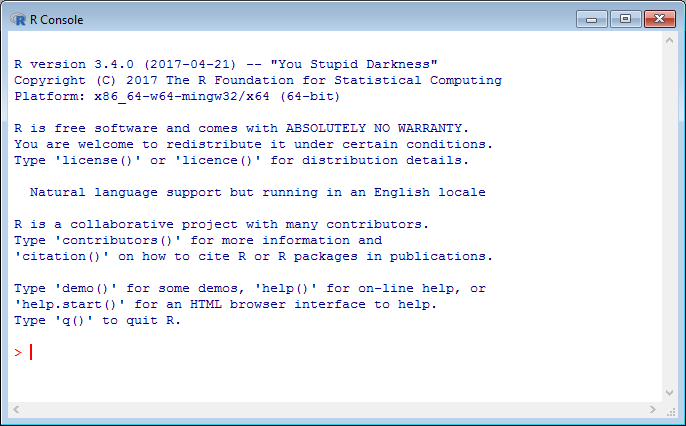 R Console
R version 3.4.0 (2017-04-21) -- "You Stupid Darkness"
Copyright (C) 2017 The R Foundation for Statistical Computing
Platform: x86_64-w64-mingw32/x64 (64-bit)
R is free software and comes with ABSOLUTELY NO WARRANTY.
You are welcome to redistribute it under certain conditions.
Type 'license()' or 'licence()' for distribution details.
Natural language support but running in an English locale
R is a collaborative project with many contributors.
Type 'contributors()' for more information and
'citation()' on how to cite R or R packages in publications.
Type 'demo()' for some demos, 'help()' for on-line help, or
'help.start()' for an HTML browser interface to help.
Type 'q()' to quit R.
>